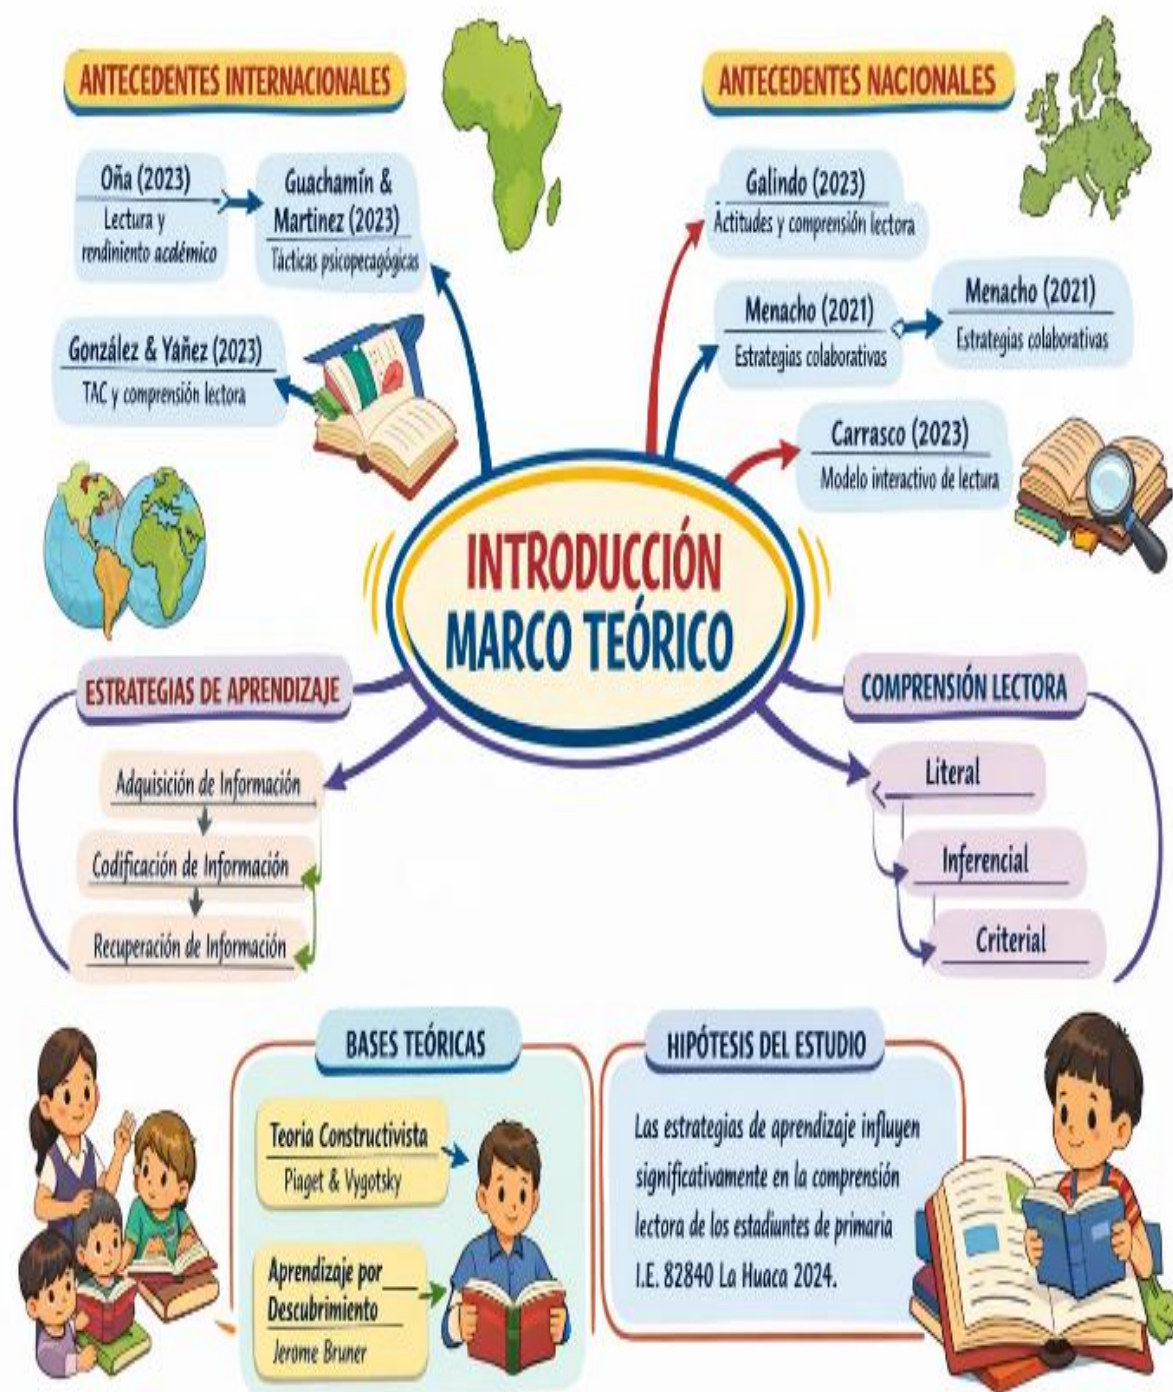 ANTECEDENTES INTERNACIONALES
Oña (2023)
Lectura y
rendiniento académico
Guachamín &
Martinez (2023)
Tácticas psicopecagógicas
González & Yáñez (2023)
TAC y comprensión lectora
ANTECEDENTES NACIONALES
Galindo (2023)
Actitudes y comprensión lectora
Menacho (2021)
Estrategias colaborativas
Menacho (2021)
Estrategias colaborativas
Carrasco (2023)
Modelo interactivo de lectura
INTRODUCCIÓN
MARCO TEÓRICO
ESTRATEGIAS DE APRENDIZAJE
Adquisición de Información
Codificación de Información
Recuperación de Información
COMPRENSIÓN LECTORA
Literal
Inferencial
Criterial
BASES TEÓRICAS
Teoria Constructivista
Piaget & Vygotsky
Aprendizaje por
Descubrimiento
Jerome Bruner
HIPÓTESIS DEL ESTUDIO
Las estrategias de aprendizaje influyen
significativamente en la comprensión
lectora de los estadiuntes de primaria
I.E. 82840 La Huaca 2024.